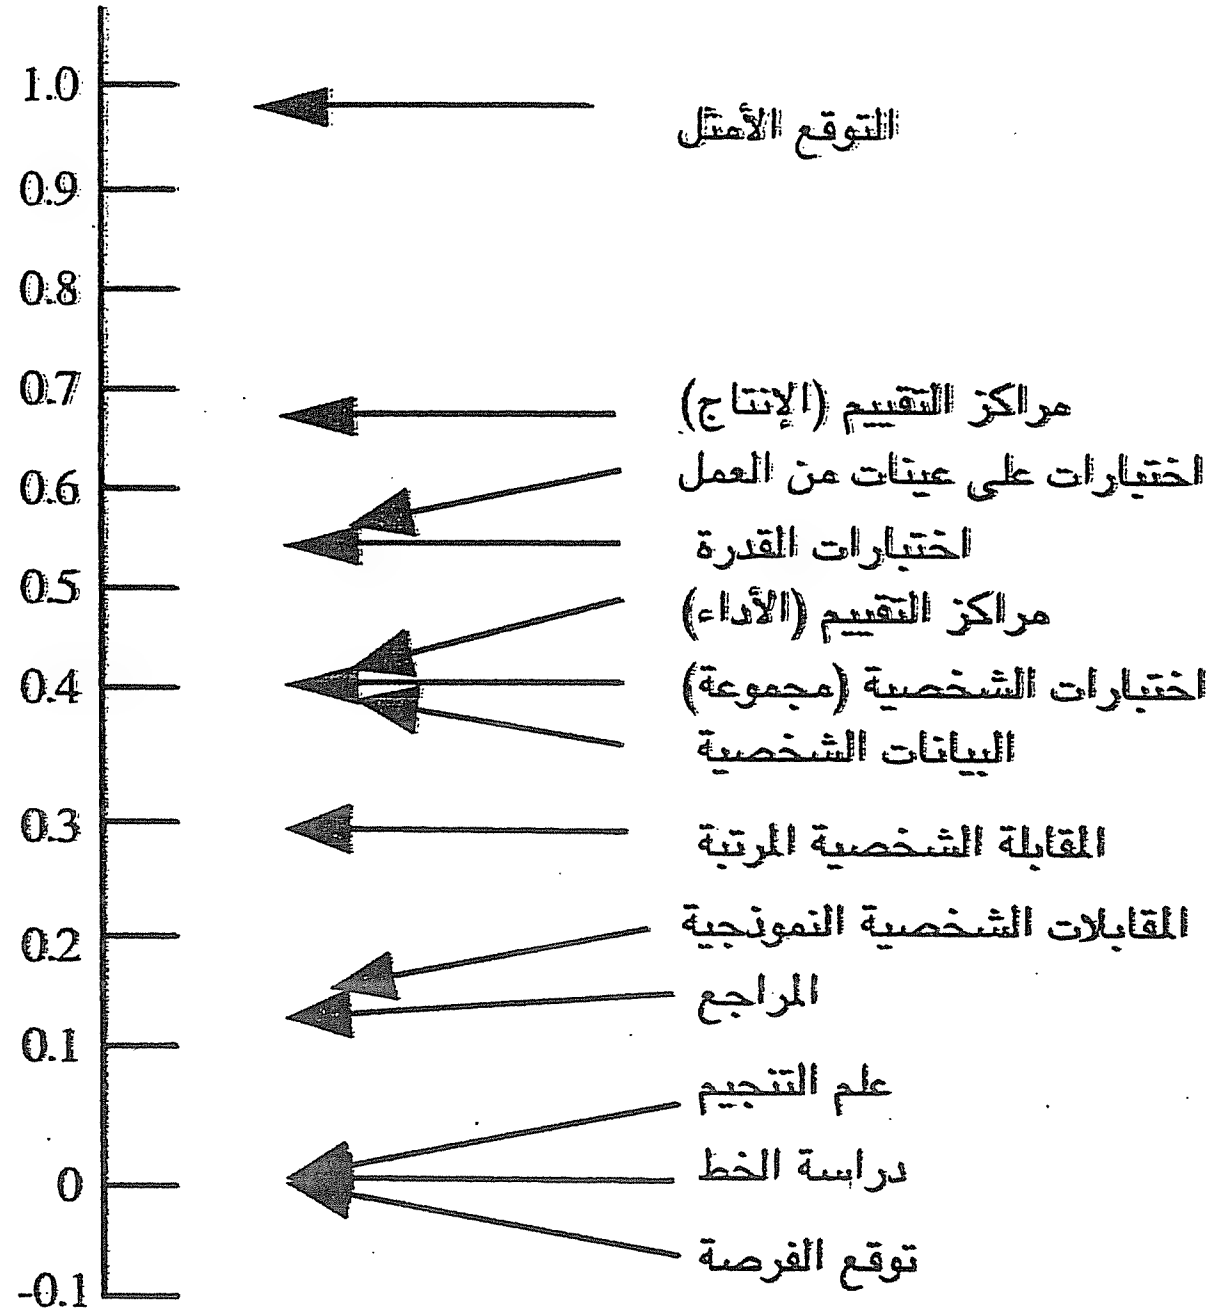 1.0
التوقع الأمثل
0.9
0.8
0.7
مراكز التقييم (الإنتاج)
اختبارات على عينات من العمل
0.6
اختبارات القدرة
0.5
مراكز التقييم (الأداء)
0.4
اختبارات الشخصية (مجموعة)
البيانات الشخصية
0.3
المقابلة الشخصية المرتبة
المقابلات الشخصية النموذجية
0.2
المراجع
0.1
علم التنجيم
دراسة الخط
0
توقع الفرصة
-0.1